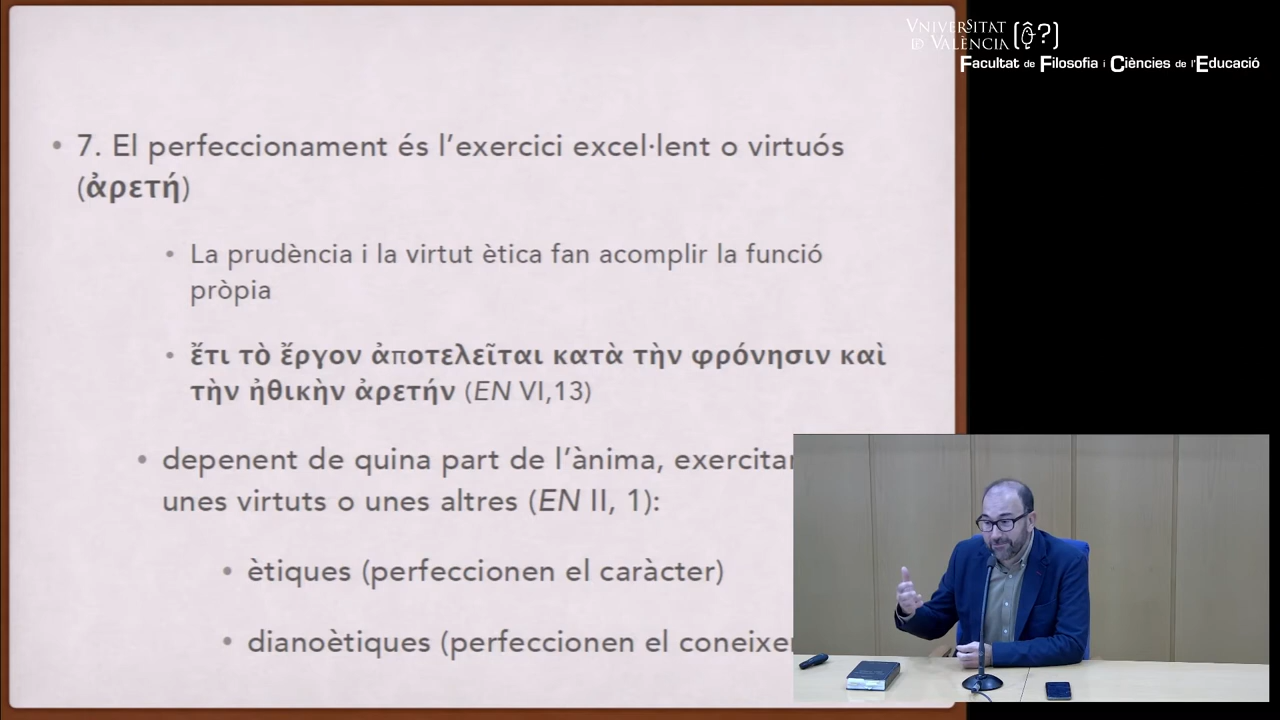 VNIVERSITAT
D VALÈNCIA
Facultat de Filosofia i Ciències de l'Educació
• 7. El perfeccionament és l’exercici excel·lent o virtuós
(ἀρετή)
• La prudència i la virtut ètica fan acomplir la funció
pròpia
• ἔτι τὸ ἔργον ἀποτελεῖται κατὰ τὴν φρόνησιν καὶ
τὴν ἠθικὴν ἀρετήν (EN VI,13)
• depenent de quina part de l’ànima,
unes virtuts o unes altres (EN II, 1):
• ètiques (perfeccionen el caràcter)
• dianoètiques (perfeccionen el